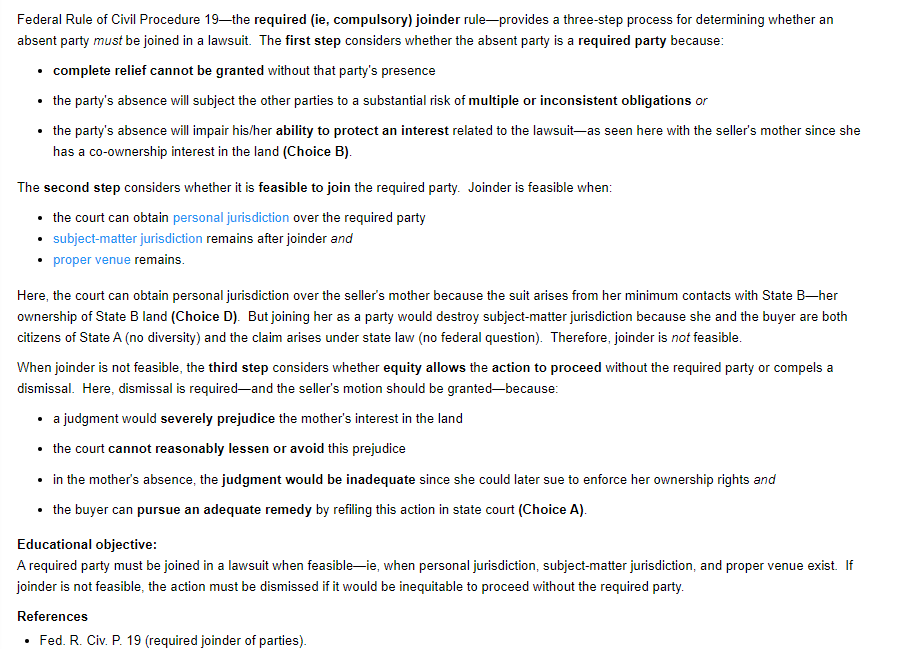 Federal Rule of Civil Procedure 19—the required (ie, compulsory) joinder rule—provides a three-step process for determining whether an
absent party must be joined in a lawsuit. The first step considers whether the absent party is a required party because:
• complete relief cannot be granted without that party's presence
• the party's absence will subject the other parties to a substantial risk of multiple or inconsistent obligations or
• the party's absence will impair his/her ability to protect an interest related to the lawsuit—as seen here with the seller's mother since she
has a co-ownership interest in the land (Choice B).
The second step considers whether it is feasible to join the required party. Joinder is feasible when:
• the court can obtain personal jurisdiction over the required party
• subject-matter jurisdiction remains after joinder and
• proper venue remains.
Here, the court can obtain personal jurisdiction over the seller's mother because the suit arises from her minimum contacts with State B—her
ownership of State B land (Choice D). But joining her as a party would destroy subject-matter jurisdiction because she and the buyer are both
citizens of State A (no diversity) and the claim arises under state law (no federal question). Therefore, joinder is not feasible.
When joinder is not feasible, the third step considers whether equity allows the action to proceed without the required party or compels a
dismissal. Here, dismissal is required—and the seller's motion should be granted—because:
• a judgment would severely prejudice the mother's interest in the land
• the court cannot reasonably lessen or avoid this prejudice
• in the mother's absence, the judgment would be inadequate since she could later sue to enforce her ownership rights and
• the buyer can pursue an adequate remedy by refiling this action in state court (Choice A).
Educational objective:
A required party must be joined in a lawsuit when feasible—ie, when personal jurisdiction, subject-matter jurisdiction, and proper venue exist. If
joinder is not feasible, the action must be dismissed if it would be inequitable to proceed without the required party.
References
• Fed. R. Civ. P. 19 (required joinder of parties).